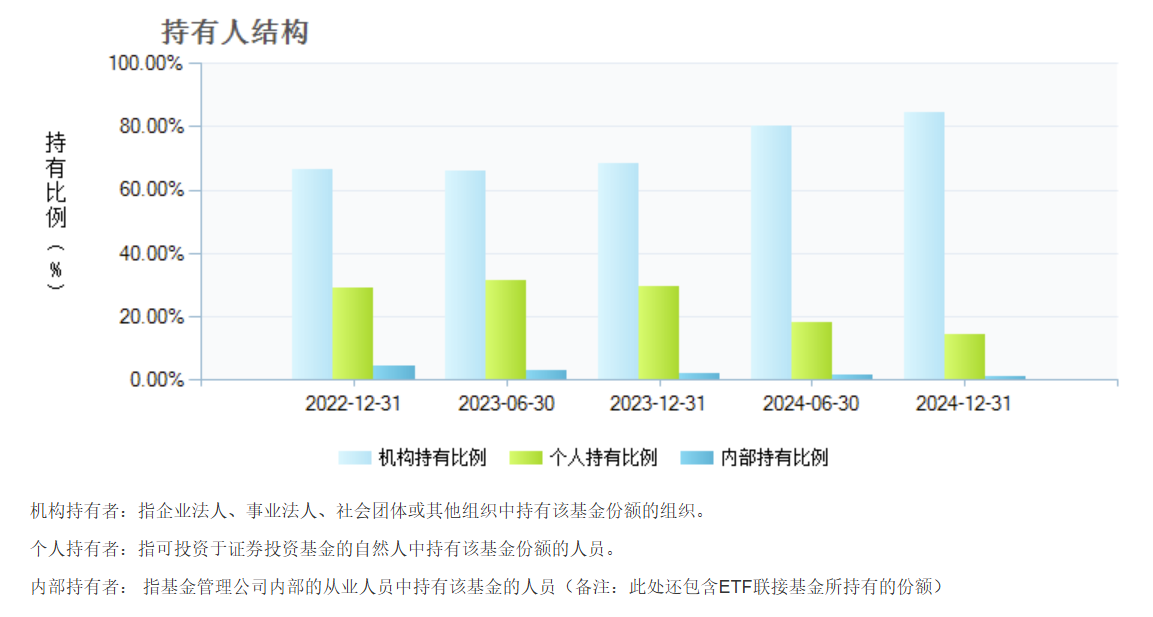 持有人结构
100.00%
80.00%
60.00%
40.00%
20.00%
0.00%
持有比例（%）
2022-12-31 2023-06-30 2023-12-31 2024-06-30 2024-12-31
机构持有比例 个人持有比例 内部持有比例
机构持有者：指企业法人、事业法人、社会团体或其他组织中持有该基金份额的组织。
个人持有者：指可投资于证券投资基金的自然人中持有该基金份额的人员。
内部持有者： 指基金管理公司内部的从业人员中持有该基金的人员（备注：此处还包含ETF联接基金所持有的份额）